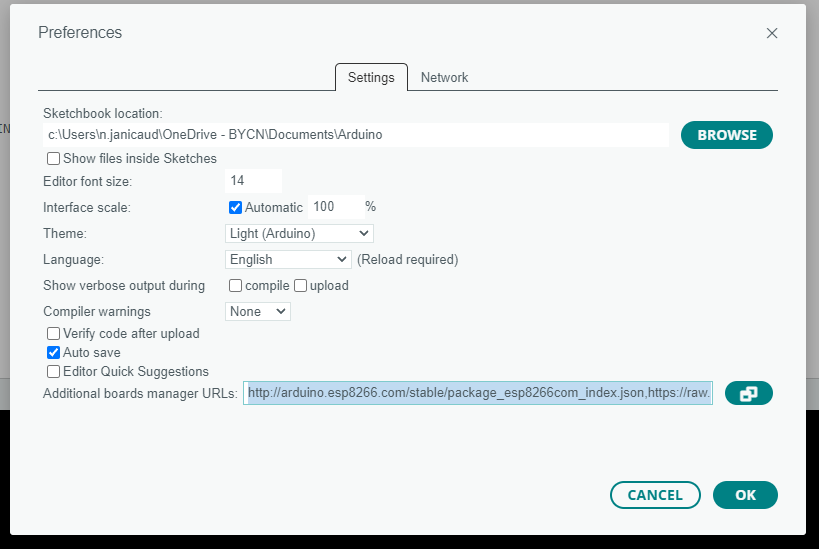 Preferences
Settings Network
Sketchbook location:
c:\Users\n.janicaud\OneDrive - BYCN\Documents\Arduino
BROWSE
Show files inside Sketches
Editor font size: 14
Interface scale: Automatic 100 %
Theme: Light (Arduino)
Language: English (Reload required)
Show verbose output during compile upload
Compiler warnings None
Verify code after upload
Auto save
Editor Quick Suggestions
Additional boards manager URLs: http://arduino.esp8266.com/stable/package_esp8266com_index.json,https://raw.
CANCEL OK